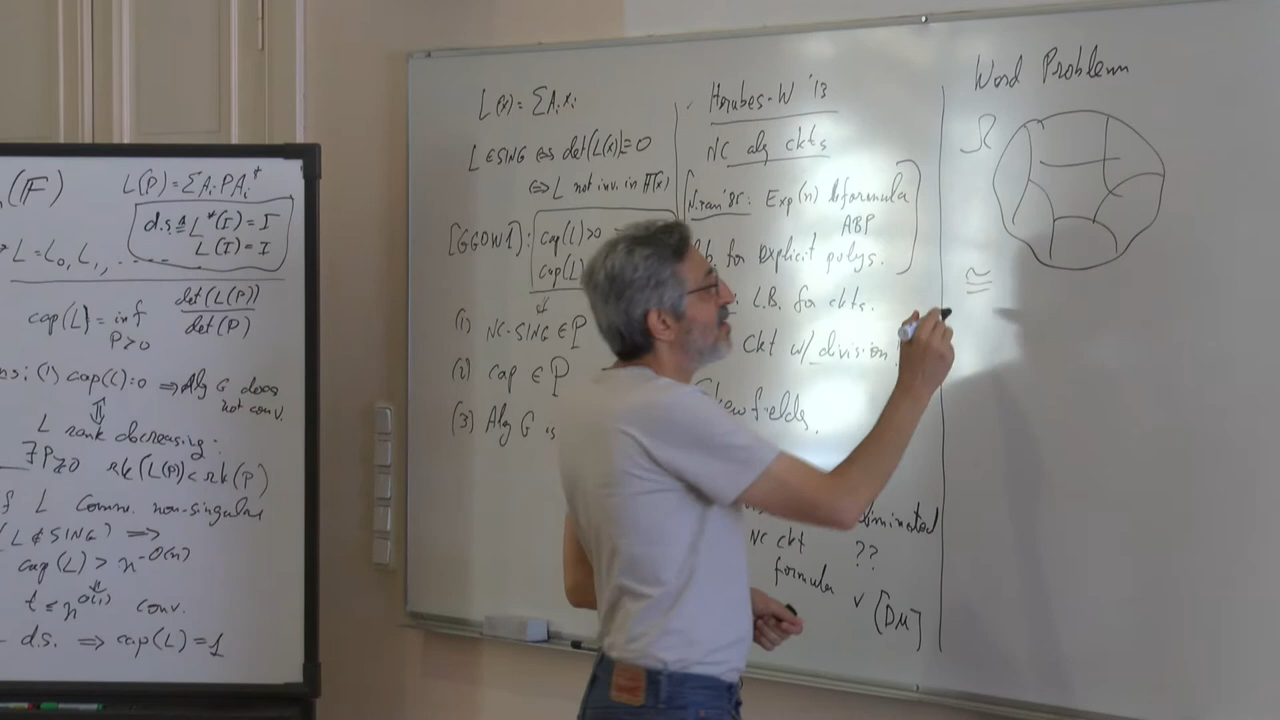 (F)
L(P) = ΣA_i P A_i^*
d.s. ≜ L^*(I) = I
L(I) = I
L = L_0, L_1, ...
cap(L) = inf det(L(P))
P>0 det(P)
(1) cap(L)=0 ⇒ Alg G does
not conv.
⇕
L rank decreasing:
∃P≥0 rk(L(P)) < rk(P)
L Comm. non-singular
(L ∉ SING) ⇒
cap(L) > n^{-O(n)}
⇓
t ≤ n^{O(1)} conv.
d.s. ⇒ cap(L) = 1
L(x) = ΣA_i x_i
L ∈ SING ⇔ det(L(x)) = 0
⇔ L not inv. in F(x)
[GGOW1]: cap(L)>0
cap(L)
⇓
(1) NC-SING ∈ P
(2) cap ∈ P
(3) Alg G is
Hrubes-W '13
NC alg ckts
Nisan '85: Exp(n) lb formula
ABP
for explicit polys.
L.B. for ckts.
ckt w/ division
fields.
eliminated
NC ckt ??
formula ✓ [DM]
Word Problem
Ω
≅